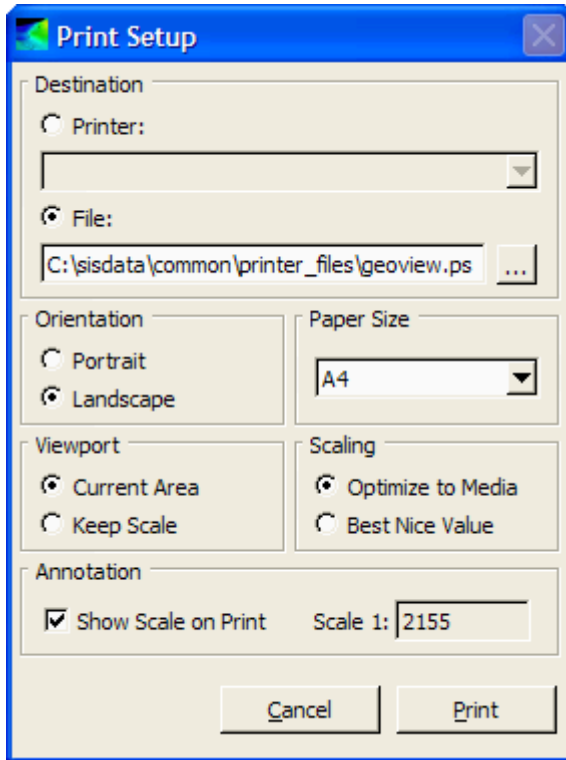 Print Setup
Destination
Printer:
File:
C:\sisdata\common\printer_files\geoview.ps ...
Orientation
Portrait
Landscape
Paper Size
A4
Viewport
Current Area
Keep Scale
Scaling
Optimize to Media
Best Nice Value
Annotation
Show Scale on Print Scale 1: 2155
Cancel Print